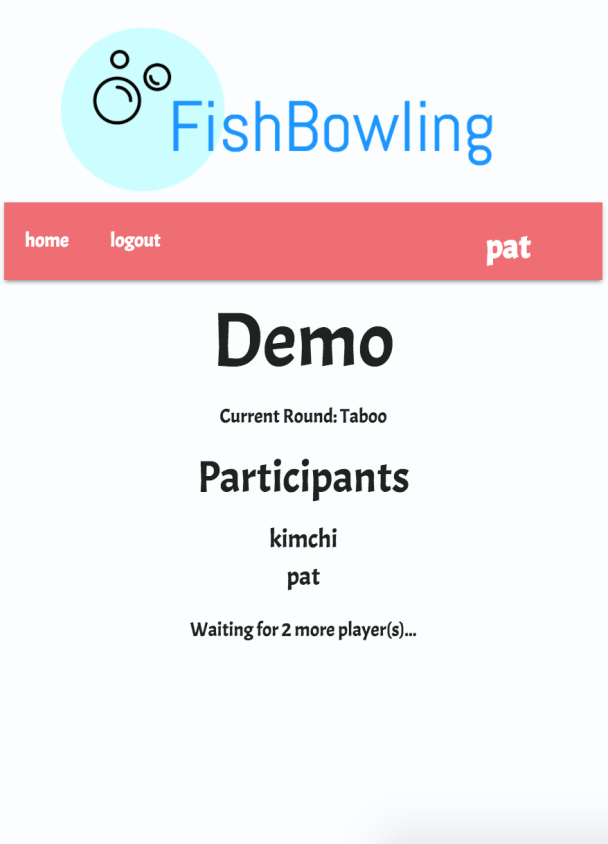 FishBowling
home logout pat
Demo
Current Round: Taboo
Participants
kimchi
pat
Waiting for 2 more player(s)...